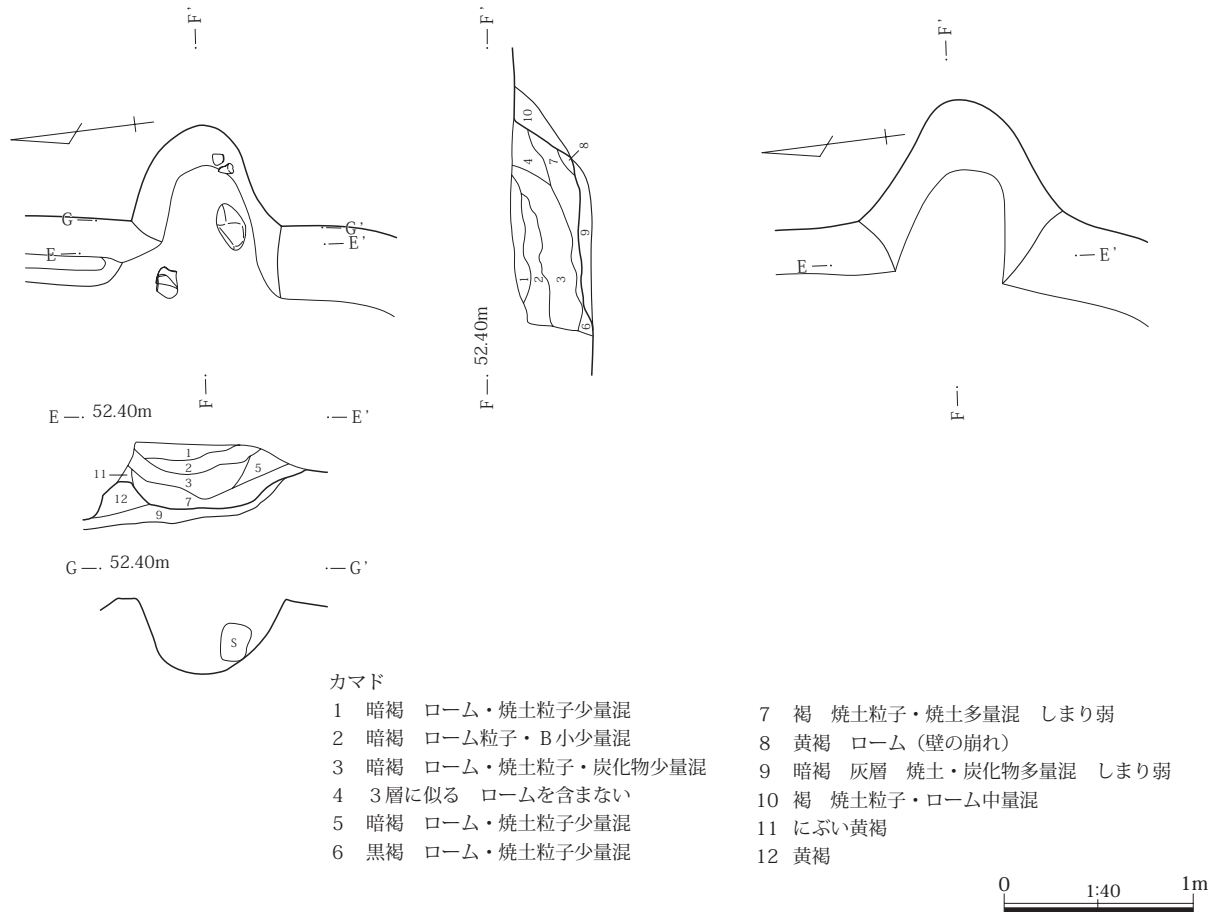 F'
F'
F'
G
G'
E'
E
E
E'
1
2
3
4
6
7
8
9
10
52.40m
F
F
F
E 52.40m E'
1
2
3
5
7
9
11
12
G 52.40m G'
S
カマド
1 暗褐 ローム・焼土粒子少量混
2 暗褐 ローム粒子・B小少量混
3 暗褐 ローム・焼土粒子・炭化物少量混
4 3層に似る ロームを含まない
5 暗褐 ローム・焼土粒子少量混
6 黒褐 ローム・焼土粒子少量混
7 褐 焼土粒子・焼土多量混 しまり弱
8 黄褐 ローム（壁の崩れ）
9 暗褐 灰層 焼土・炭化物多量混 しまり弱
10 褐 焼土粒子・ローム中量混
11 にぶい黄褐
12 黄褐
0 1:40 1m